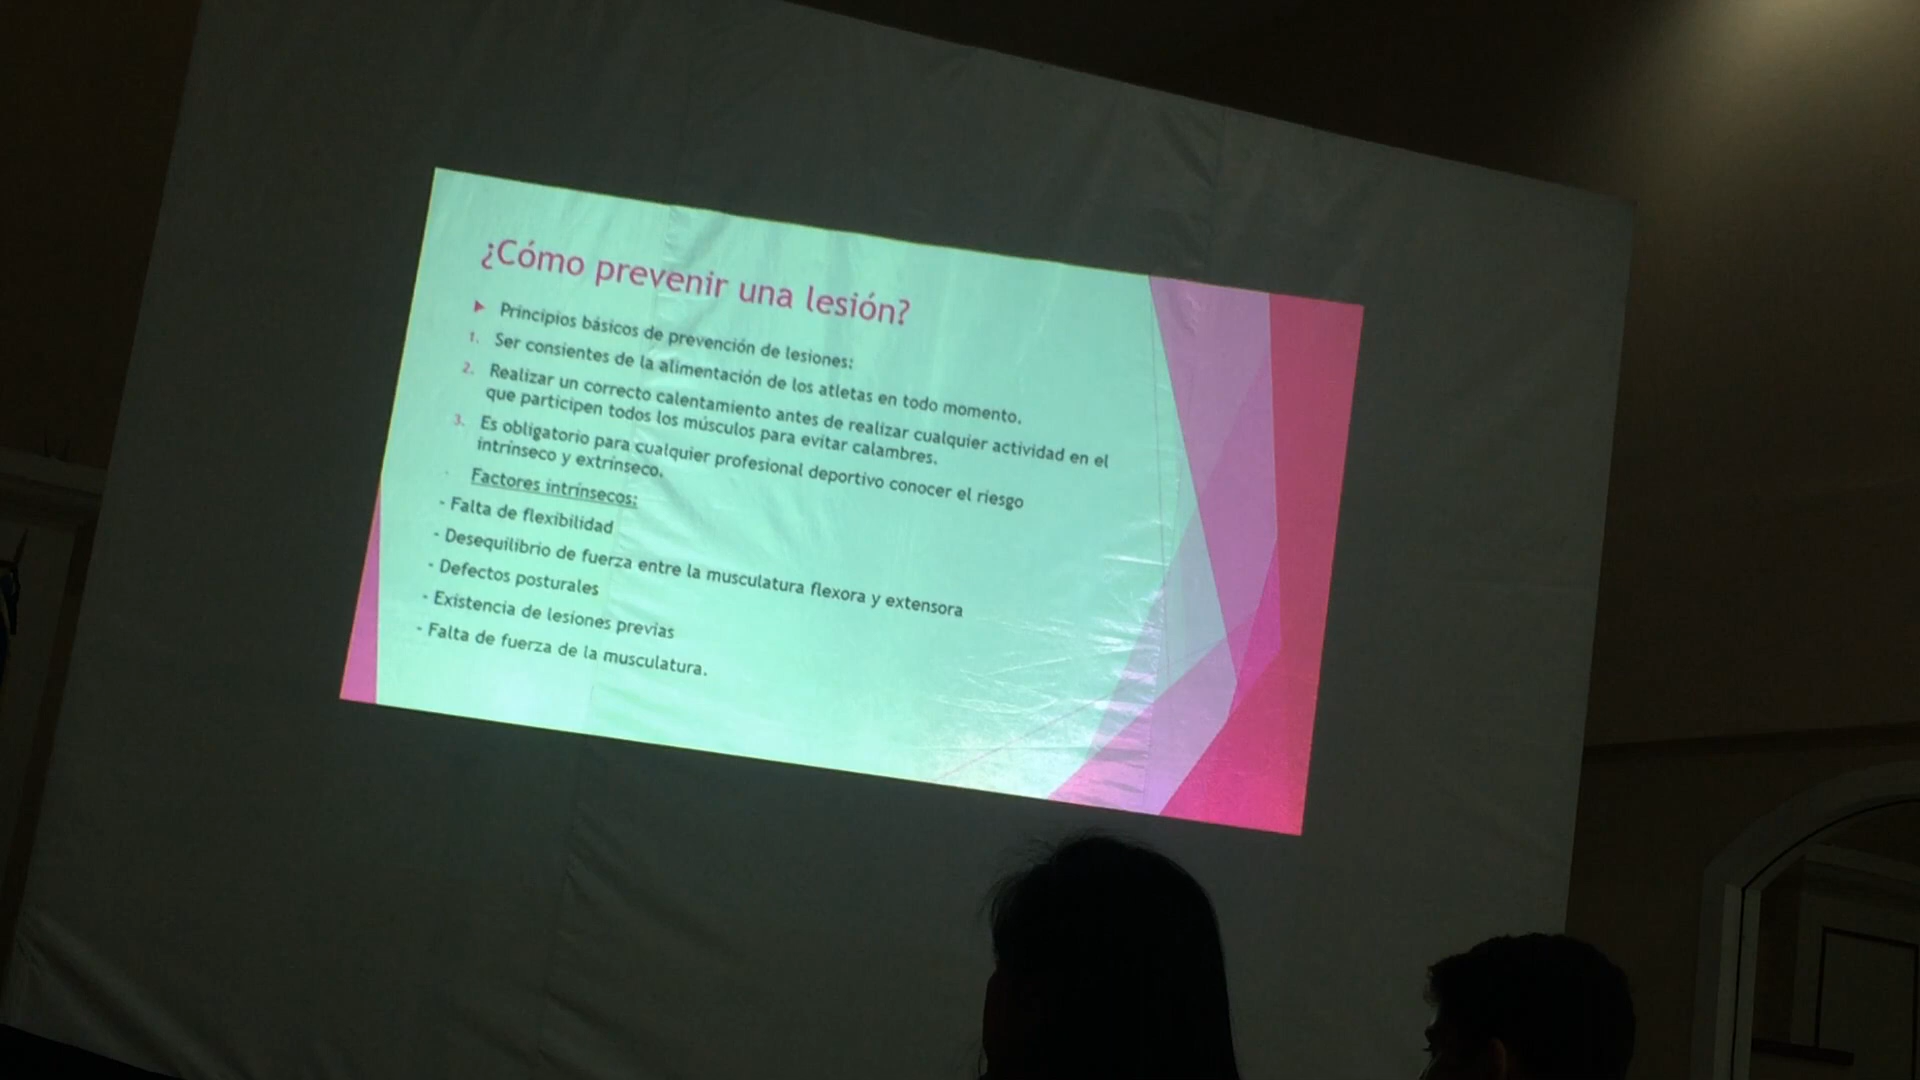 ¿Cómo prevenir una lesión?
Principios básicos de prevención de lesiones:
1. Ser consientes de la alimentación de los atletas en todo momento.
2. Realizar un correcto calentamiento antes de realizar cualquier actividad en el
que participen todos los músculos para evitar calambres.
3. Es obligatorio para cualquier profesional deportivo conocer el riesgo
intrínseco y extrínseco.
Factores intrínsecos:
- Falta de flexibilidad
- Desequilibrio de fuerza entre la musculatura flexora y extensora
- Defectos posturales
- Existencia de lesiones previas
- Falta de fuerza de la musculatura.